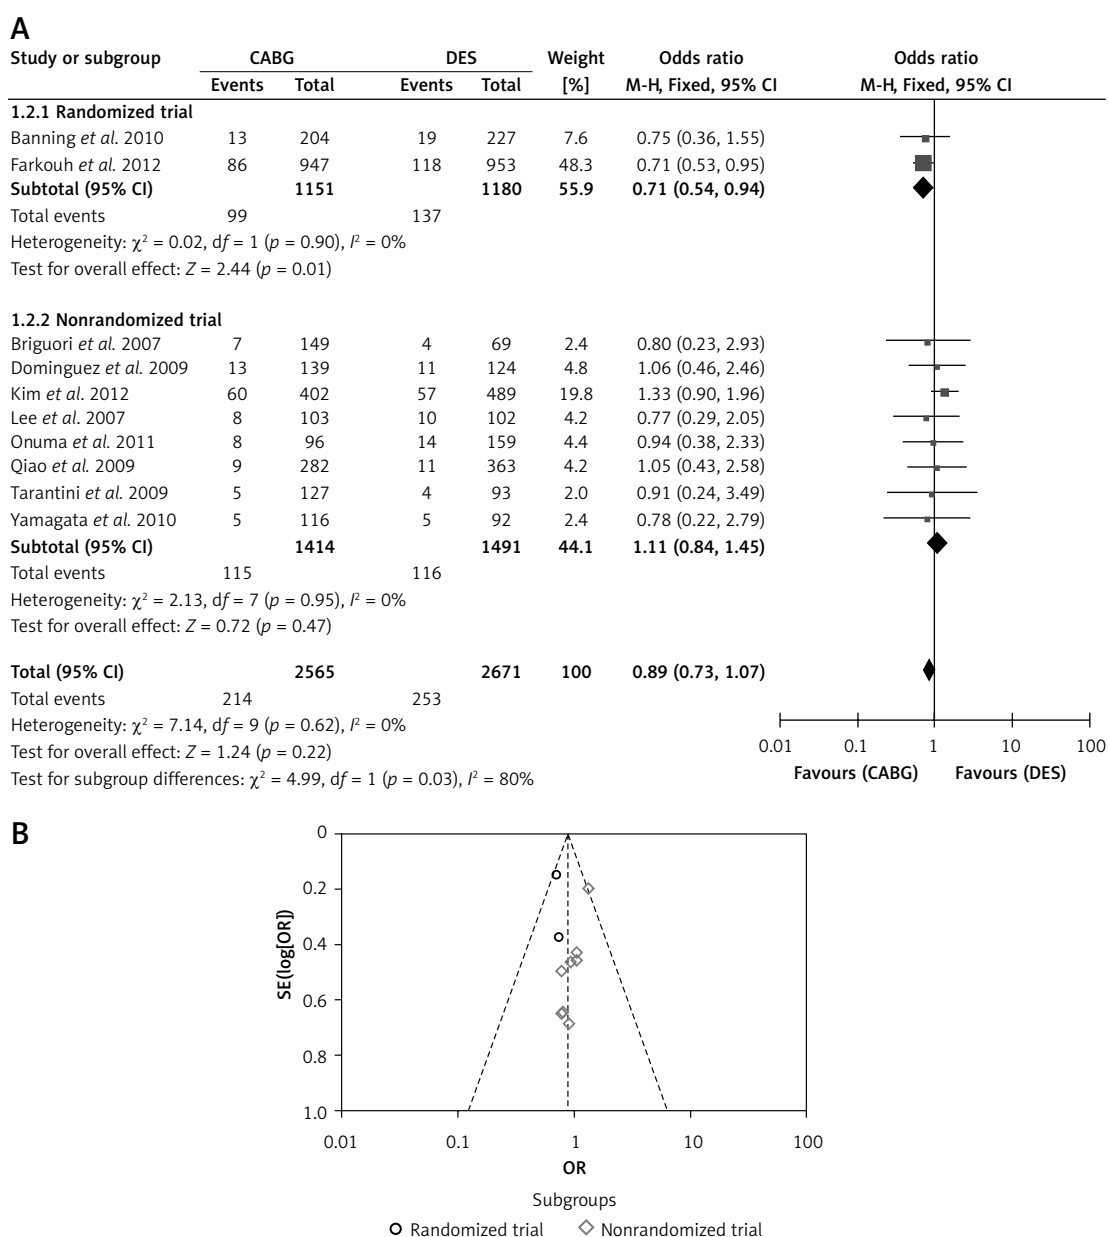 A
Study or subgroup CABG DES Weight Odds ratio Odds ratio
Events Total Events Total [%] M-H, Fixed, 95% CI M-H, Fixed, 95% CI
1.2.1 Randomized trial
Banning et al. 2010 13 204 19 227 7.6 0.75 (0.36, 1.55)
Farkouh et al. 2012 86 947 118 953 48.3 0.71 (0.53, 0.95)
Subtotal (95% CI) 1151 1180 55.9 0.71 (0.54, 0.94)
Total events 99 137
Heterogeneity: χ² = 0.02, df = 1 (p = 0.90), I² = 0%
Test for overall effect: Z = 2.44 (p = 0.01)
1.2.2 Nonrandomized trial
Briguori et al. 2007 7 149 4 69 2.4 0.80 (0.23, 2.93)
Dominguez et al. 2009 13 139 11 124 4.8 1.06 (0.46, 2.46)
Kim et al. 2012 60 402 57 489 19.8 1.33 (0.90, 1.96)
Lee et al. 2007 8 103 10 102 4.2 0.77 (0.29, 2.05)
Onuma et al. 2011 8 96 14 159 4.4 0.94 (0.38, 2.33)
Qiao et al. 2009 9 282 11 363 4.2 1.05 (0.43, 2.58)
Tarantini et al. 2009 5 127 4 93 2.0 0.91 (0.24, 3.49)
Yamagata et al. 2010 5 116 5 92 2.4 0.78 (0.22, 2.79)
Subtotal (95% CI) 1414 1491 44.1 1.11 (0.84, 1.45)
Total events 115 116
Heterogeneity: χ² = 2.13, df = 7 (p = 0.95), I² = 0%
Test for overall effect: Z = 0.72 (p = 0.47)
Total (95% CI) 2565 2671 100 0.89 (0.73, 1.07)
Total events 214 253
Heterogeneity: χ² = 7.14, df = 9 (p = 0.62), I² = 0%
Test for overall effect: Z = 1.24 (p = 0.22)
Test for subgroup differences: χ² = 4.99, df = 1 (p = 0.03), I² = 80%
0.01 0.1 1 10 100
Favours (CABG) Favours (DES)
B
0
0.2
0.4
0.6
0.8
1.0
SE(log[OR])
0.01 0.1 1 10 100
OR
Subgroups
Randomized trial Nonrandomized trial